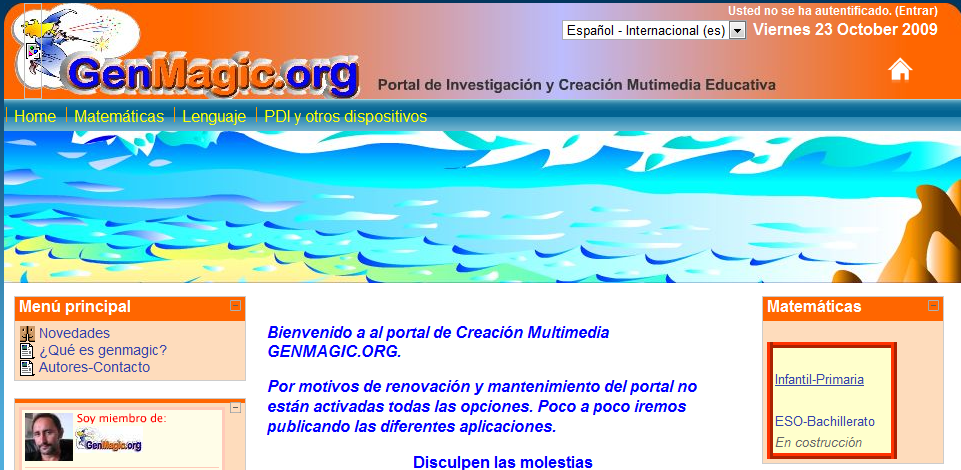 Usted no se ha autentificado. (Entrar)
Español - Internacional (es)
Viernes 23 October 2009
GenMagic.org
Portal de Investigación y Creación Mutimedia Educativa
Home
Matemáticas
Lenguaje
PDI y otros dispositivos
Menú principal
Novedades
¿Qué es genmagic?
Autores-Contacto
Soy miembro de:
GenMagic.org
Bienvenido a al portal de Creación Multimedia
GENMAGIC.ORG.
Por motivos de renovación y mantenimiento del portal no
están activadas todas las opciones. Poco a poco iremos
publicando las diferentes aplicaciones.
Disculpen las molestias
Matemáticas
Infantil-Primaria
ESO-Bachillerato
En costrucción